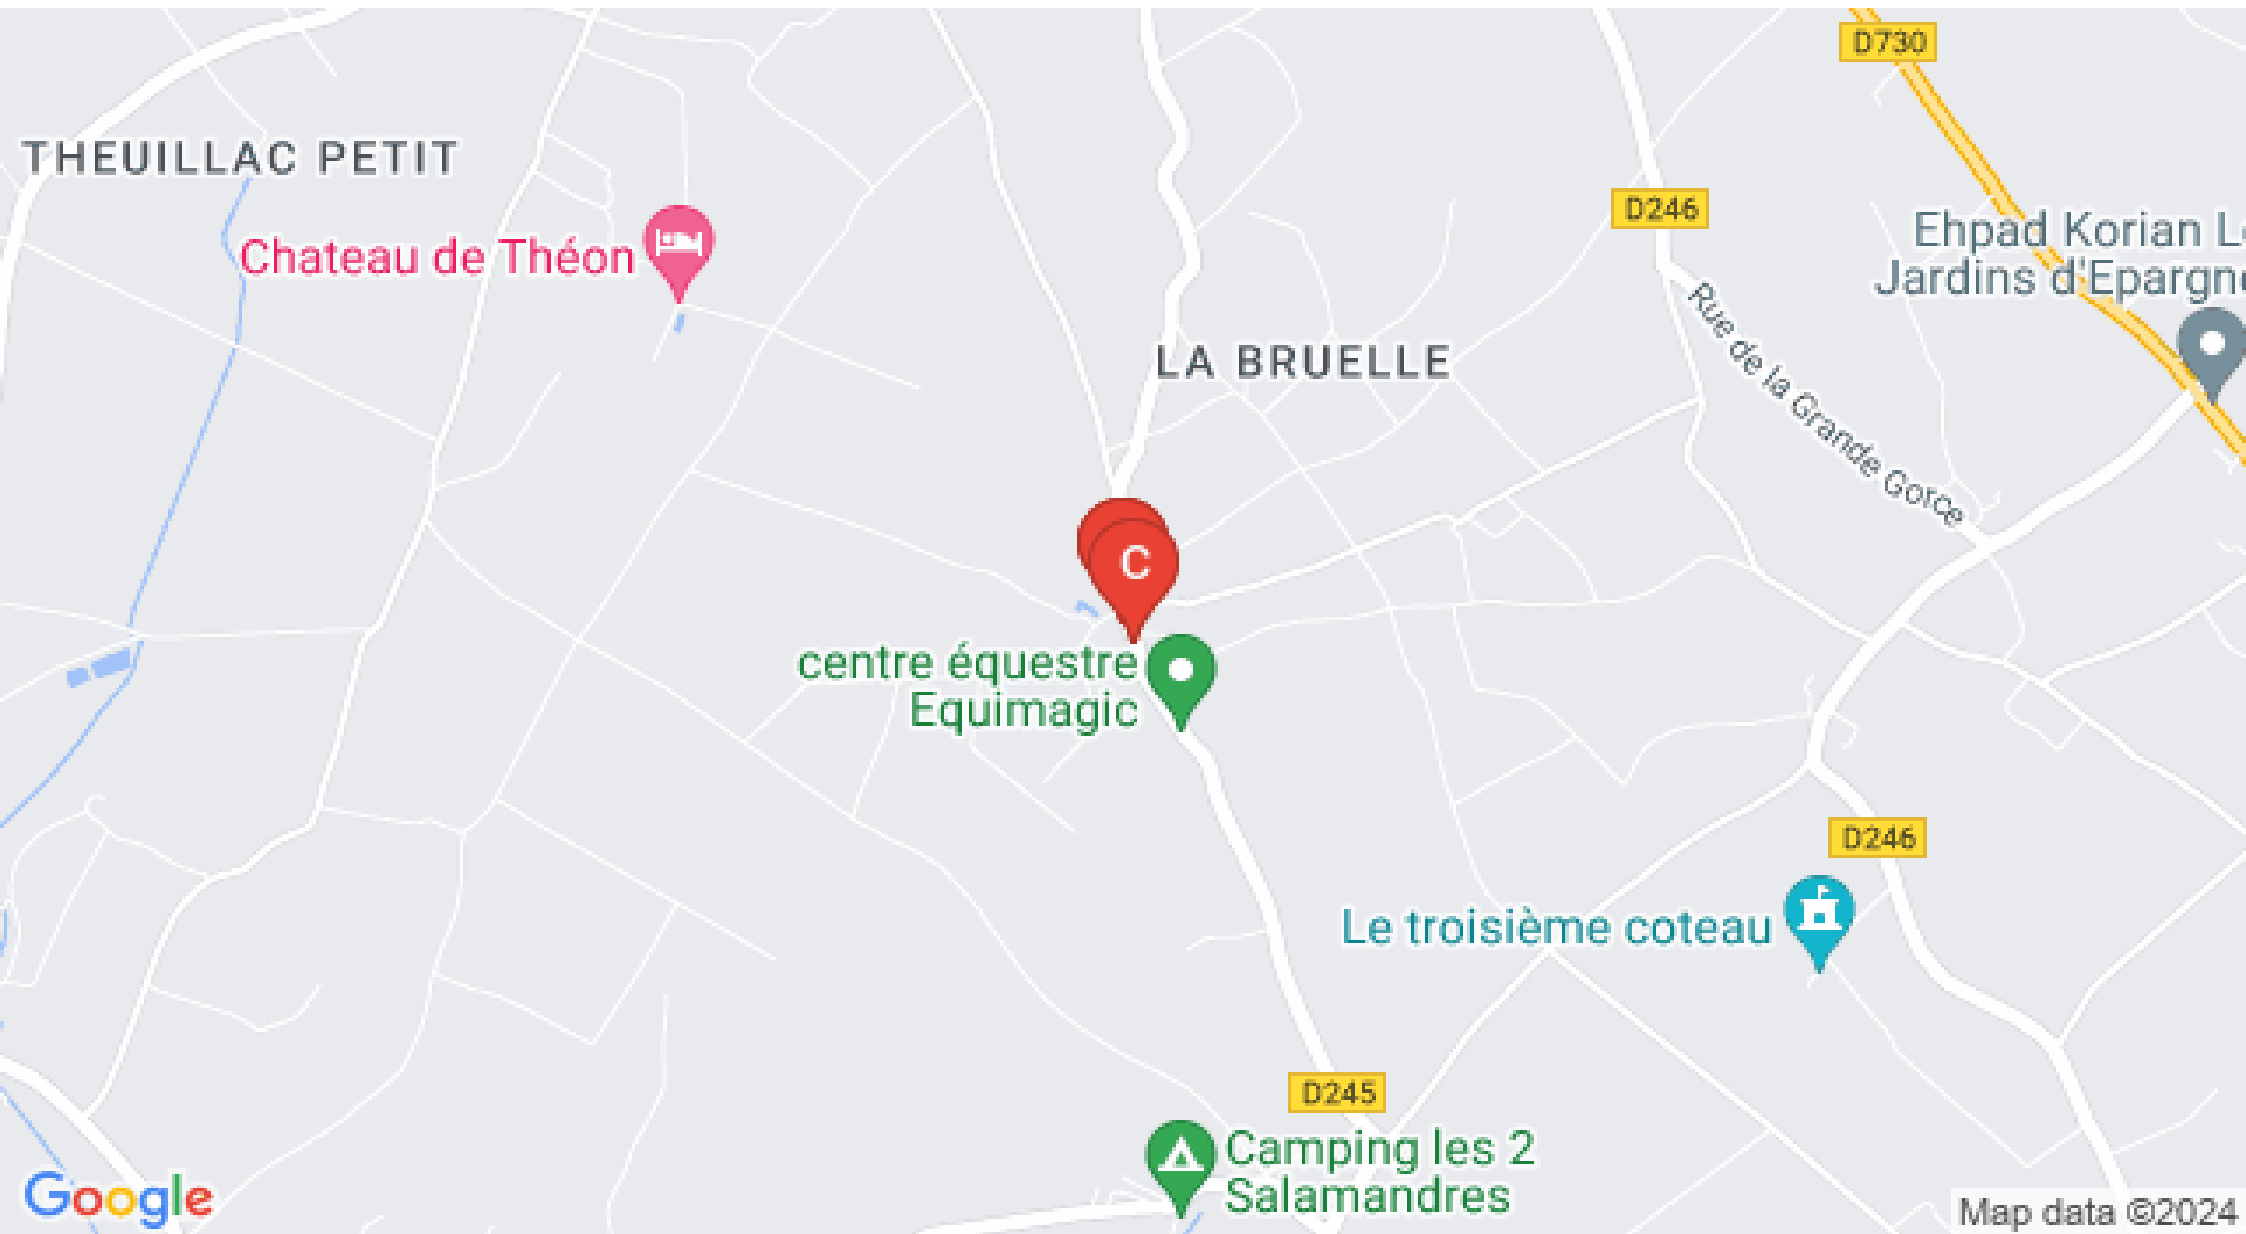 D730
THEUILLAC PETIT
D246
Ehpad Korian L
Jardins d'Epargn
Chateau de Théon
Rue de la Grande Gorce
LA BRUELLE
C
centre équestre
Equimagic
D246
Le troisième coteau
D245
Camping les 2
Salamandres
Google
Map data ©2024